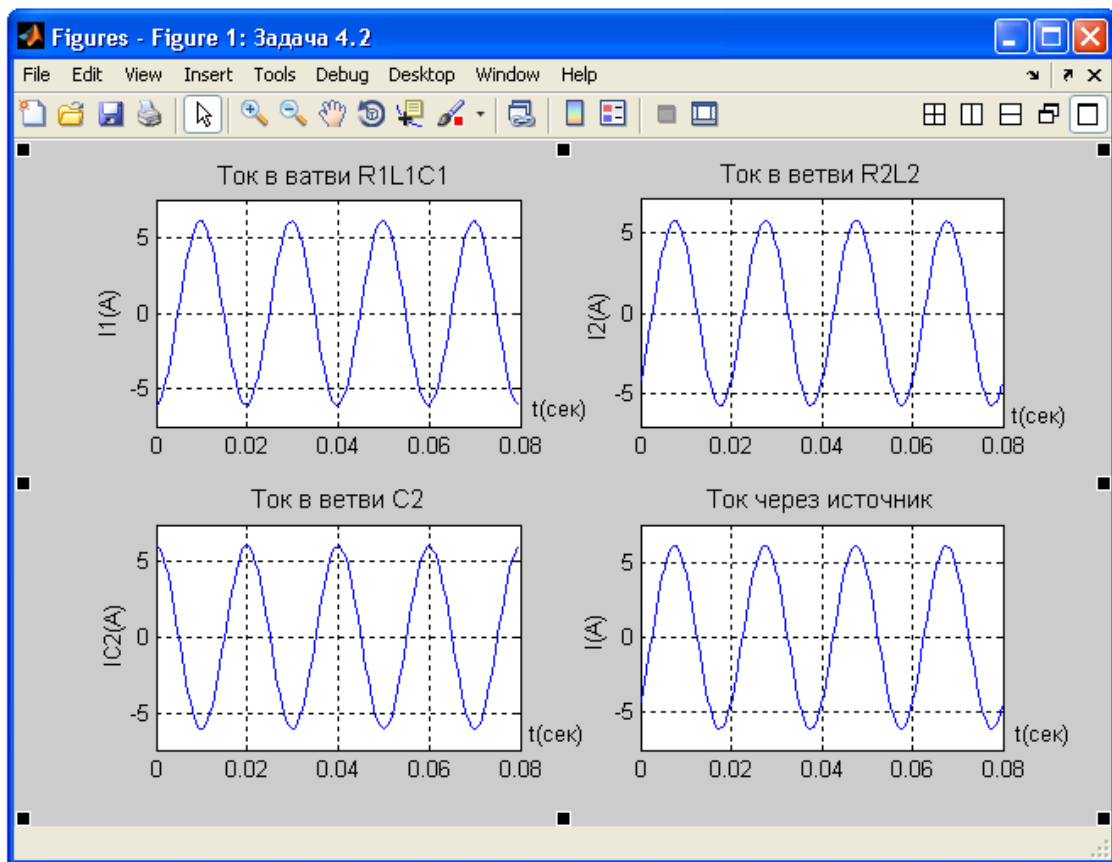 Figures - Figure 1: Задача 4.2
File Edit View Insert Tools Debug Desktop Window Help
Ток в ватви R1L1C1
I1(A)
5
0
-5
0 0.02 0.04 0.06 0.08
t(сек)
Ток в ветви R2L2
I2(A)
5
0
-5
0 0.02 0.04 0.06 0.08
t(сек)
Ток в ветви C2
IC2(A)
5
0
-5
0 0.02 0.04 0.06 0.08
t(сек)
Ток через источник
I(A)
5
0
-5
0 0.02 0.04 0.06 0.08
t(сек)